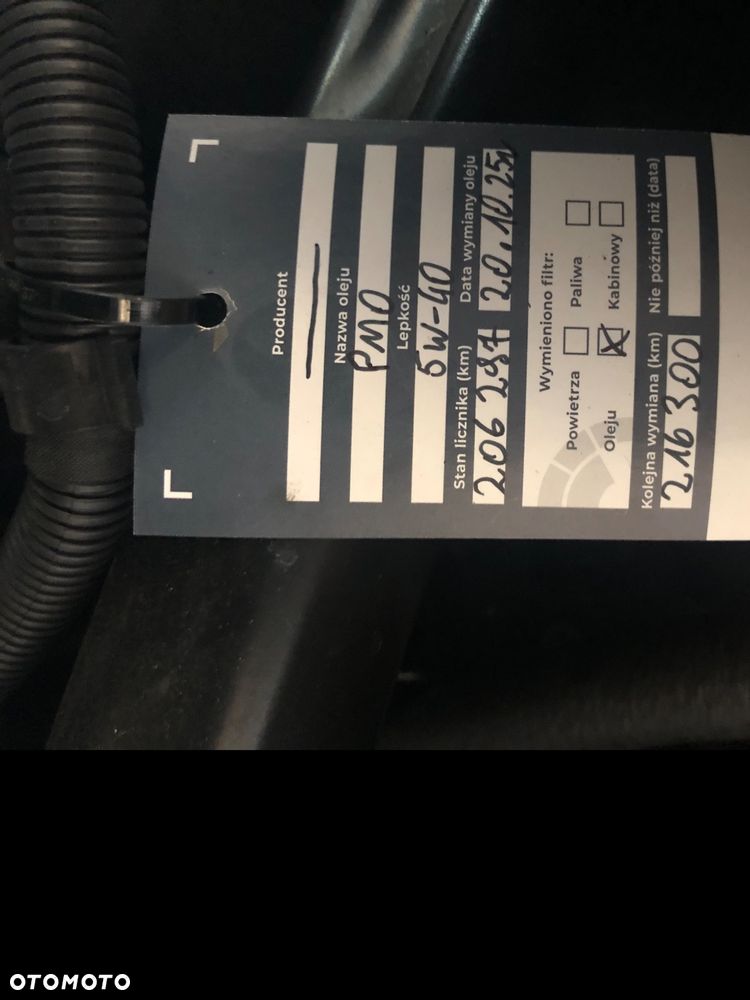 Producent
Nazwa oleju
PMO
Lepkość
5W-40
Stan licznika (km) Data wymiany oleju
206 287 20.10.25r
Wymieniono filtr:
Powietrza Paliwa
Oleju Kabinowy
Kolejna wymiana (km) Nie później niż (data)
216 300
OTOMOTO